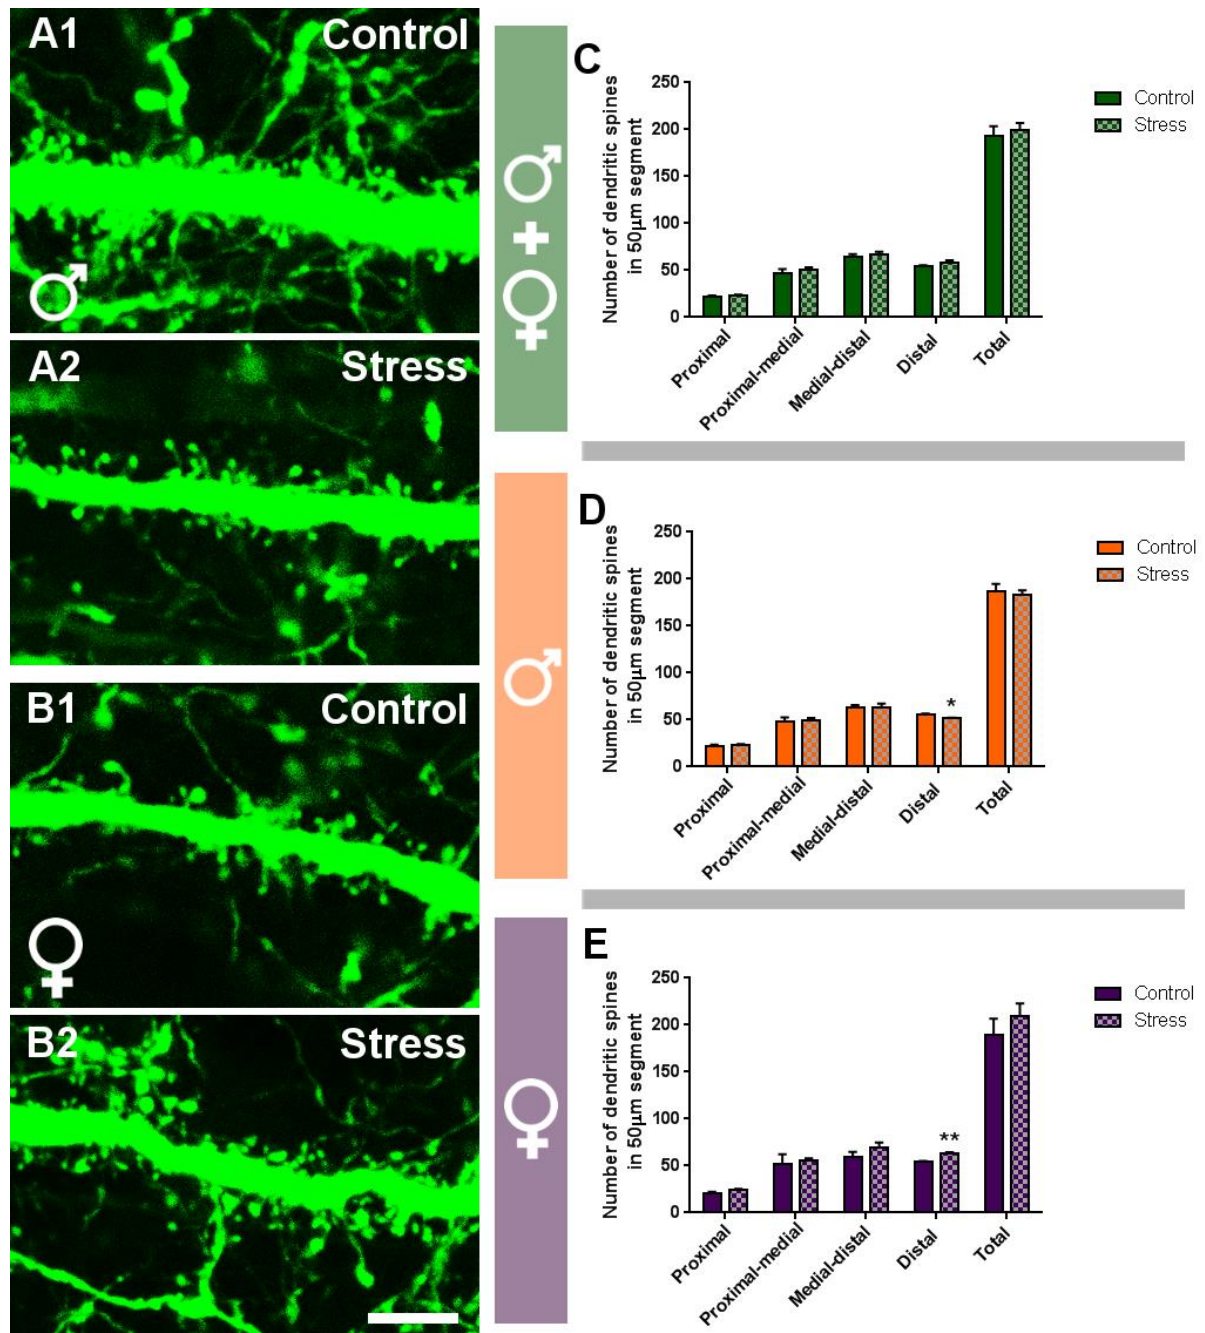 A1
Control
♂
A2
Stress
B1
Control
♀
B2
Stress
♂
+
♀
C
Number of dendritic spines
in 50μm segment
250
200
150
100
50
0
Proximal
Proximal-medial
Medial-distal
Distal
Total
Control
Stress
♂
D
Number of dendritic spines
in 50μm segment
250
200
150
100
50
0
*
Proximal
Proximal-medial
Medial-distal
Distal
Total
Control
Stress
♀
E
Number of dendritic spines
in 50μm segment
250
200
150
100
50
0
**
Proximal
Proximal-medial
Medial-distal
Distal
Total
Control
Stress